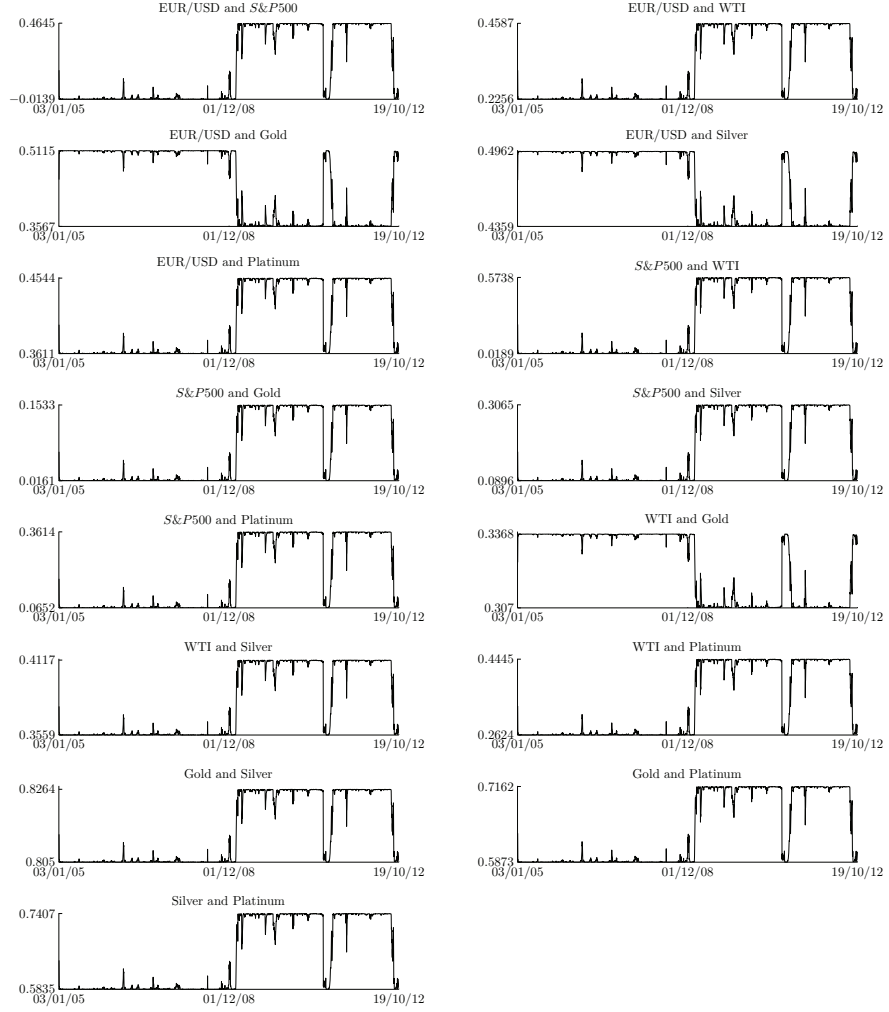 EUR/USD and S&P500
0.4645
−0.0139
03/01/05 01/12/08 19/10/12
EUR/USD and WTI
0.4587
0.2256
03/01/05 01/12/08 19/10/12
EUR/USD and Gold
0.5115
0.3567
03/01/05 01/12/08 19/10/12
EUR/USD and Silver
0.4962
0.4359
03/01/05 01/12/08 19/10/12
EUR/USD and Platinum
0.4544
0.3611
03/01/05 01/12/08 19/10/12
S&P500 and WTI
0.5738
0.0189
03/01/05 01/12/08 19/10/12
S&P500 and Gold
0.1533
0.0161
03/01/05 01/12/08 19/10/12
S&P500 and Silver
0.3065
0.0896
03/01/05 01/12/08 19/10/12
S&P500 and Platinum
0.3614
0.0652
03/01/05 01/12/08 19/10/12
WTI and Gold
0.3368
0.307
03/01/05 01/12/08 19/10/12
WTI and Silver
0.4117
0.3559
03/01/05 01/12/08 19/10/12
WTI and Platinum
0.4445
0.2624
03/01/05 01/12/08 19/10/12
Gold and Silver
0.8264
0.805
03/01/05 01/12/08 19/10/12
Gold and Platinum
0.7162
0.5873
03/01/05 01/12/08 19/10/12
Silver and Platinum
0.7407
0.5835
03/01/05 01/12/08 19/10/12